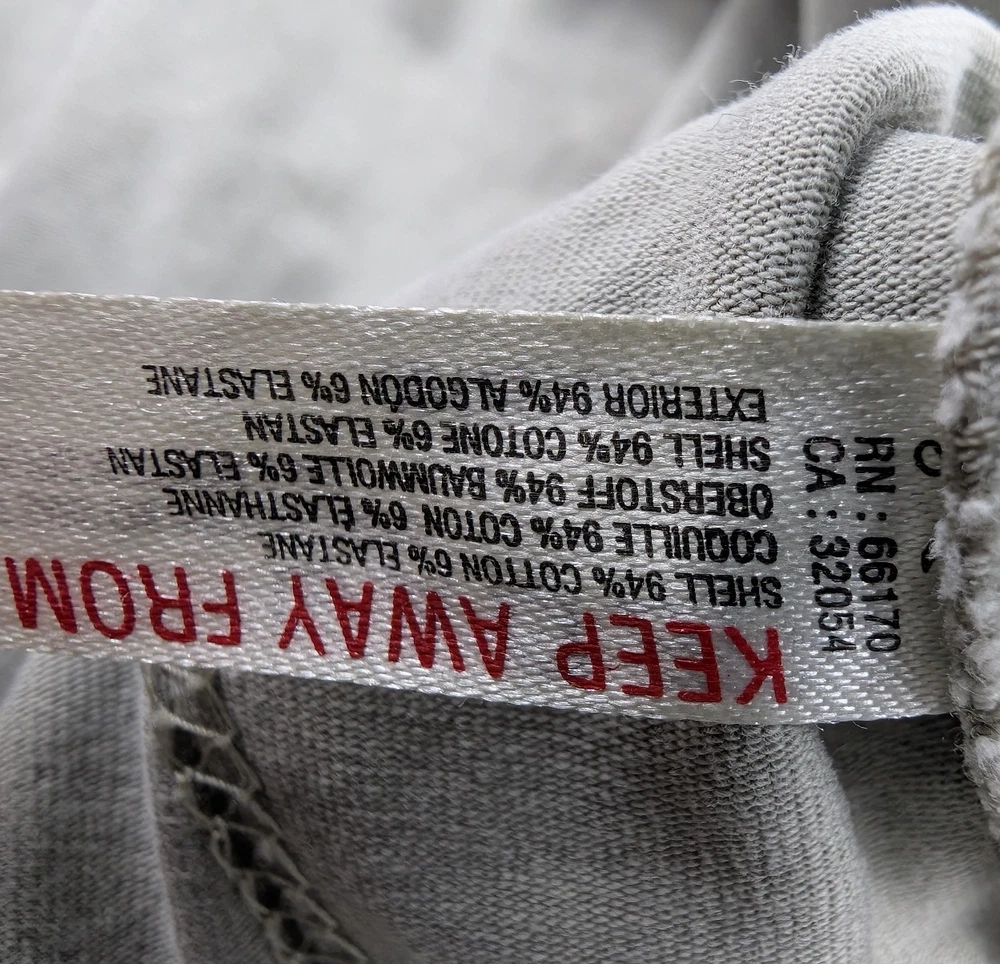 KEEP AWAY FROM
SHELL 94% COTTON 6% ELASTANE
COQUILLE 94% COTON 6% ELASTHANNE
OBERSTOFF 94% BAUMWOLLE 6% ELASTAN
SHELL 94% COTONE 6% ELASTAN
EXTERIOR 94% ALGODÓN 6% ELASTANE
RN: 66170
CA: 32054